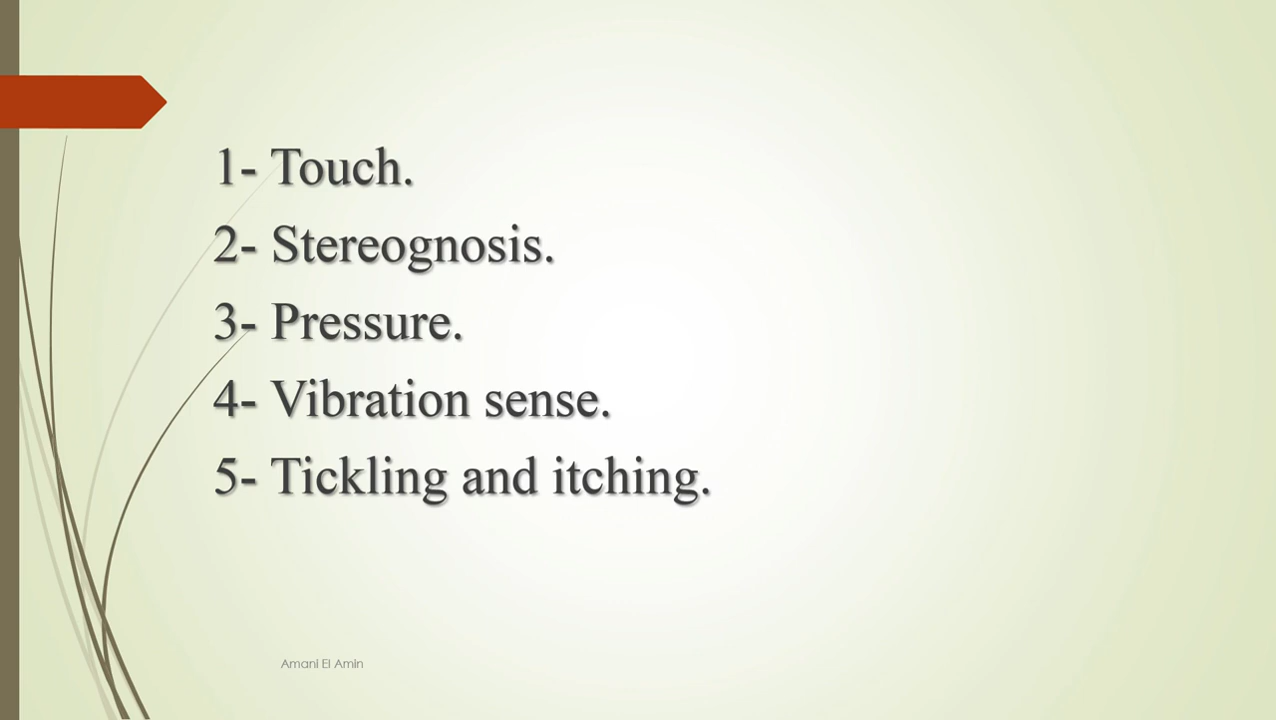 1- Touch.
2- Stereognosis.
3- Pressure.
4- Vibration sense.
5- Tickling and itching.
Amani El Amin